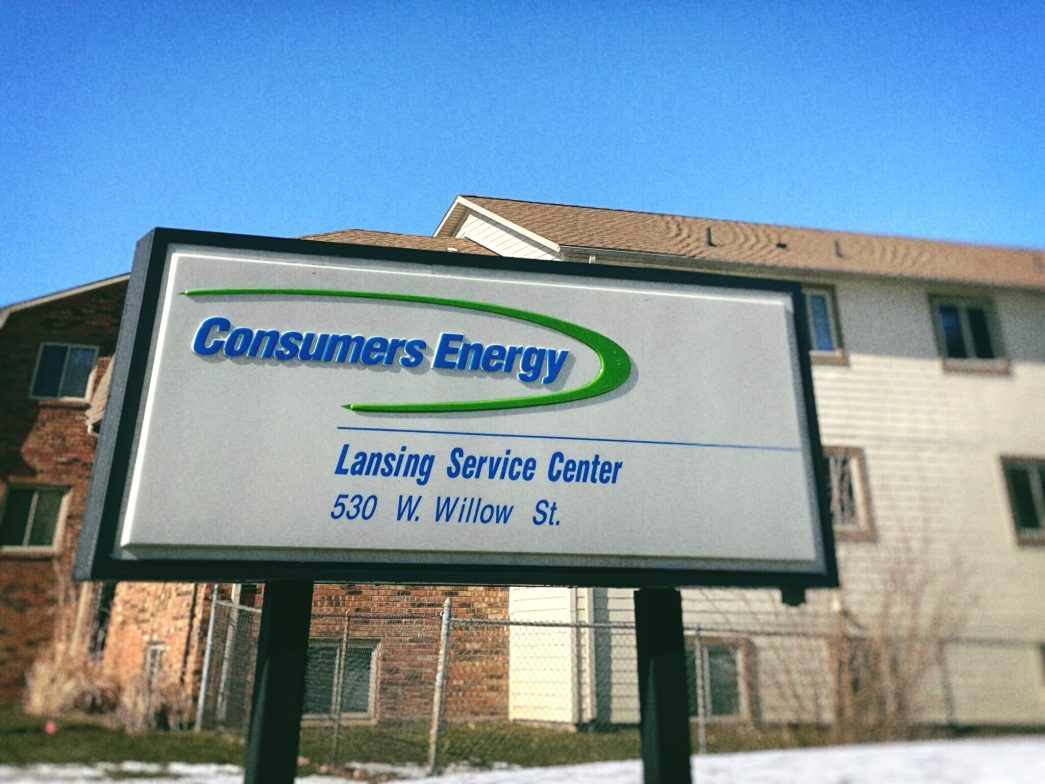 Consumers Energy
Lansing Service Center
530 W. Willow St.